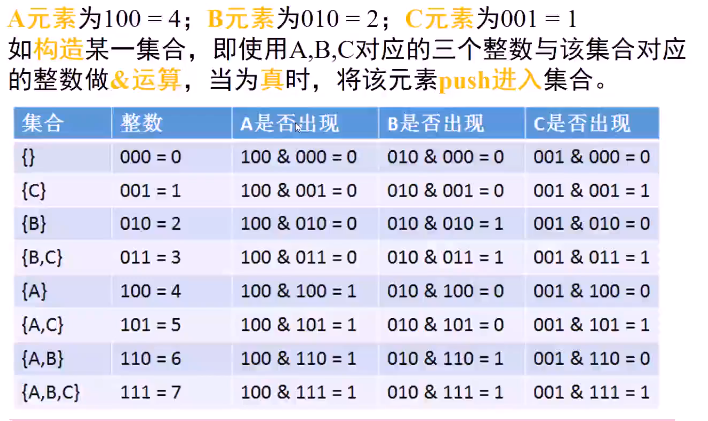 A元素为100 = 4；B元素为010 = 2；C元素为001 = 1
如构造某一集合，即使用A,B,C对应的三个整数与该集合对应
的整数做&运算，当为真时，将该元素push进入集合。
集合 整数 A是否出现 B是否出现 C是否出现
{} 000 = 0 100 & 000 = 0 010 & 000 = 0 001 & 000 = 0
{C} 001 = 1 100 & 001 = 0 010 & 001 = 0 001 & 001 = 1
{B} 010 = 2 100 & 010 = 0 010 & 010 = 1 001 & 010 = 0
{B,C} 011 = 3 100 & 011 = 0 010 & 011 = 1 001 & 011 = 1
{A} 100 = 4 100 & 100 = 1 010 & 100 = 0 001 & 100 = 0
{A,C} 101 = 5 100 & 101 = 1 010 & 101 = 0 001 & 101 = 1
{A,B} 110 = 6 100 & 110 = 1 010 & 110 = 1 001 & 110 = 0
{A,B,C} 111 = 7 100 & 111 = 1 010 & 111 = 1 001 & 111 = 1